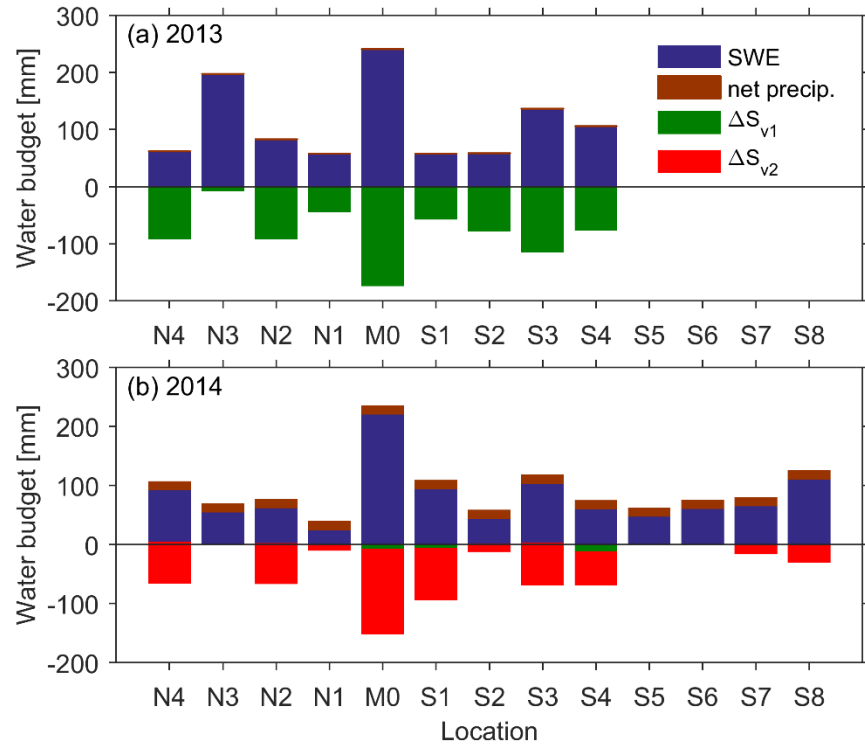 (a) 2013
SWE
net precip.
ΔS_v1
ΔS_v2
Water budget [mm]
300
200
100
0
-100
-200
N4 N3 N2 N1 M0 S1 S2 S3 S4 S5 S6 S7 S8
(b) 2014
Water budget [mm]
300
200
100
0
-100
-200
N4 N3 N2 N1 M0 S1 S2 S3 S4 S5 S6 S7 S8
Location